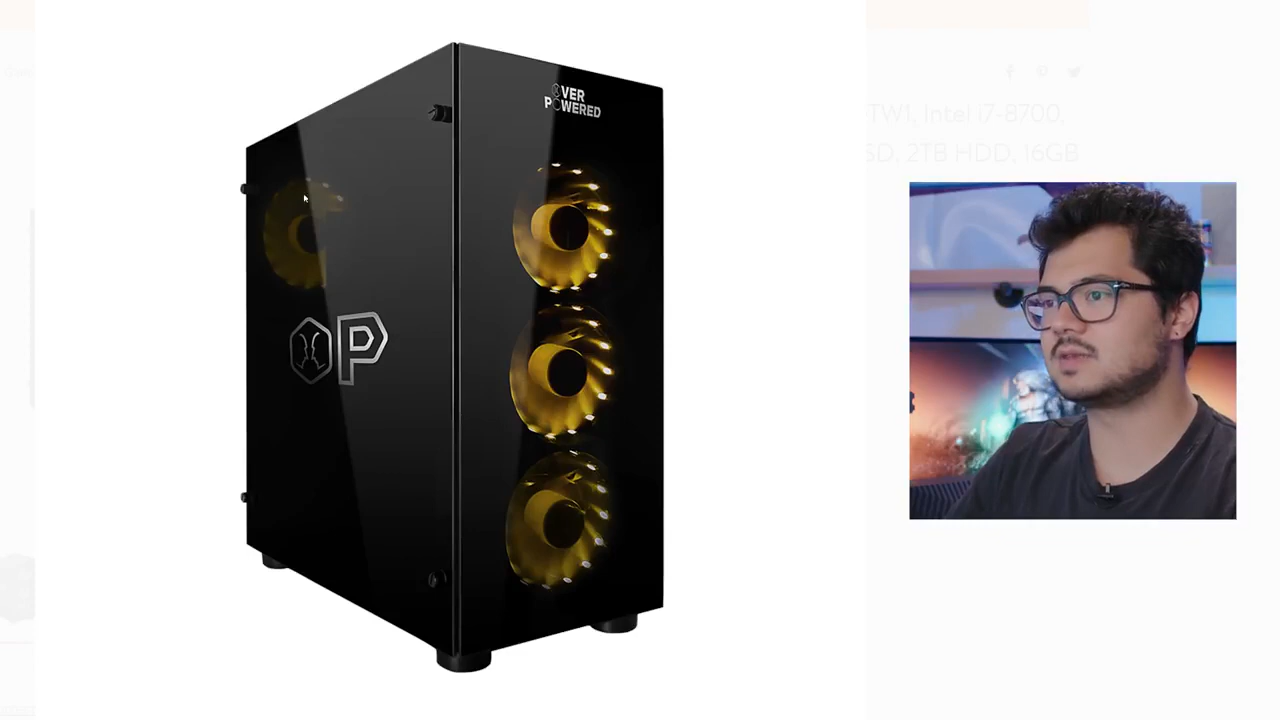 OVER
POWERED
OP
TW1, Intel i7-8700,
SD, 2TB HDD, 16GB